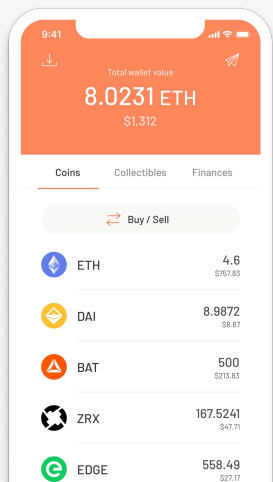 9:41
Total wallet value
8.0231 ETH
$1,312
Coins Collectibles Finances
Buy / Sell
ETH 4.6
$757.83
DAI 8.9872
$8.87
BAT 500
$213.83
ZRX 167.5241
$47.71
EDGE 558.49
$27.17